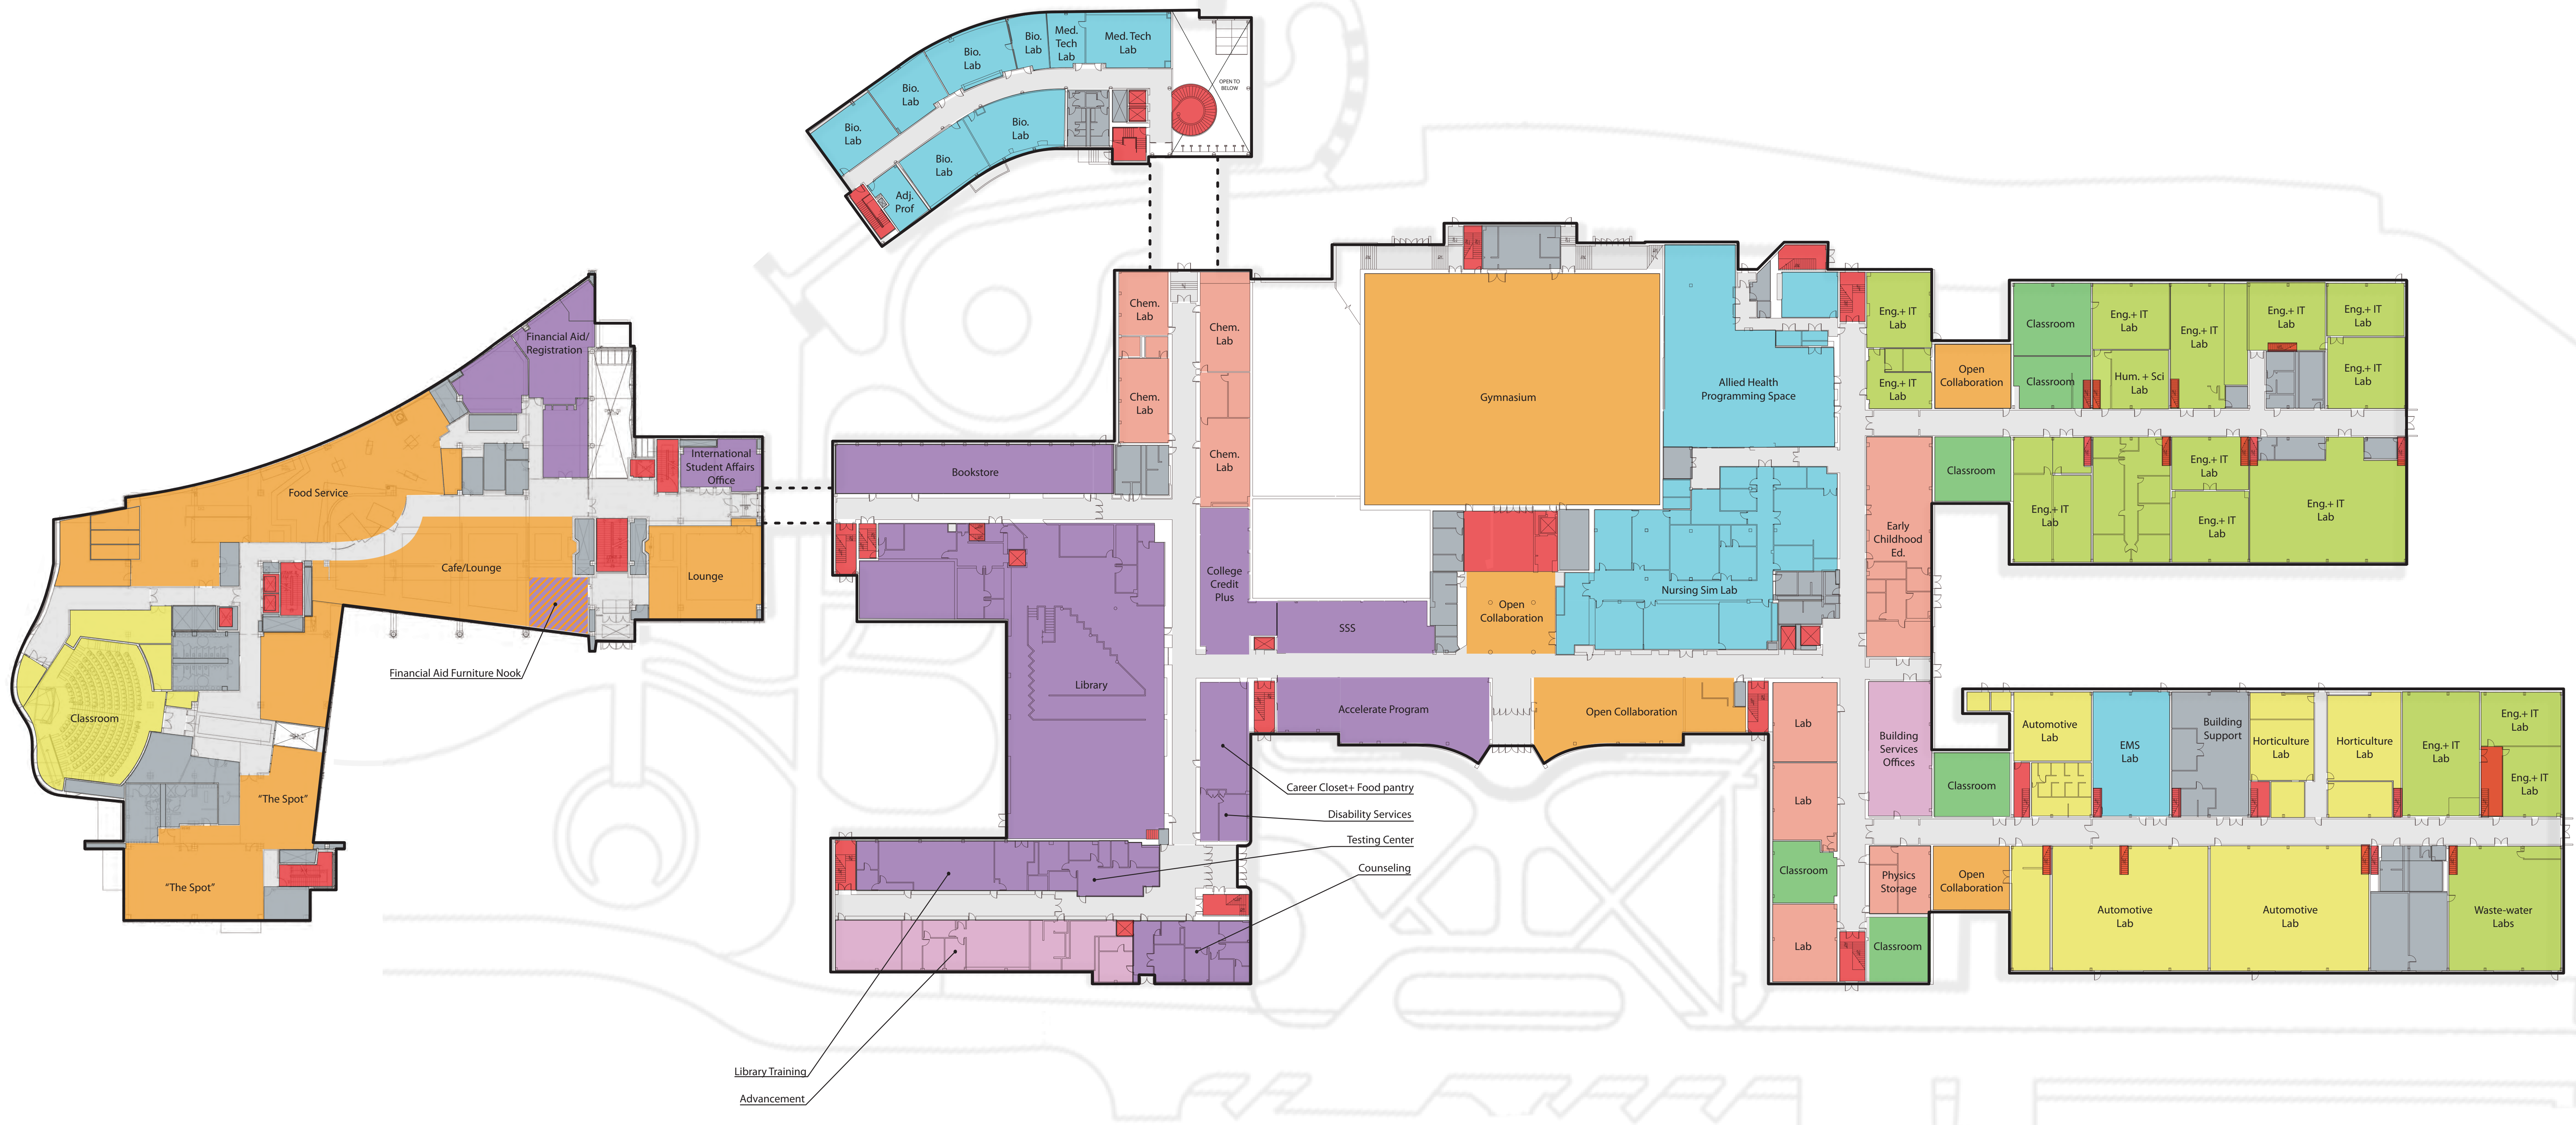 Bio.
Lab
Med.
Tech
Lab
Med. Tech
Lab
Bio.
Lab
Bio.
Lab
Bio.
Lab
Bio.
Lab
Bio.
Lab
Adj.
Prof
OPEN TO
BELOW
Financial Aid/
Registration
International
Student Affairs
Office
Food Service
Cafe/Lounge
Lounge
Financial Aid Furniture Nook
Classroom
"The Spot"
"The Spot"
Chem.
Lab
Chem.
Lab
Chem.
Lab
Chem.
Lab
Bookstore
College
Credit
Plus
SSS
Library
Accelerate Program
Career Closet+ Food pantry
Disability Services
Testing Center
Counseling
Library Training
Advancement
Gymnasium
Allied Health
Programming Space
Nursing Sim Lab
Open
Collaboration
Open Collaboration
Eng.+ IT
Lab
Eng.+ IT
Lab
Open
Collaboration
Classroom
Classroom
Eng.+ IT
Lab
Hum. + Sci
Lab
Eng.+ IT
Lab
Eng.+ IT
Lab
Eng.+ IT
Lab
Eng.+ IT
Lab
Early
Childhood
Ed.
Classroom
Eng.+ IT
Lab
Eng.+ IT
Lab
Eng.+ IT
Lab
Eng.+ IT
Lab
Lab
Lab
Classroom
Lab
Building
Services
Offices
Classroom
Automotive
Lab
EMS
Lab
Building
Support
Horticulture
Lab
Horticulture
Lab
Eng.+ IT
Lab
Eng.+ IT
Lab
Eng.+ IT
Lab
Physics
Storage
Classroom
Open
Collaboration
Automotive
Lab
Automotive
Lab
Waste-water
Labs